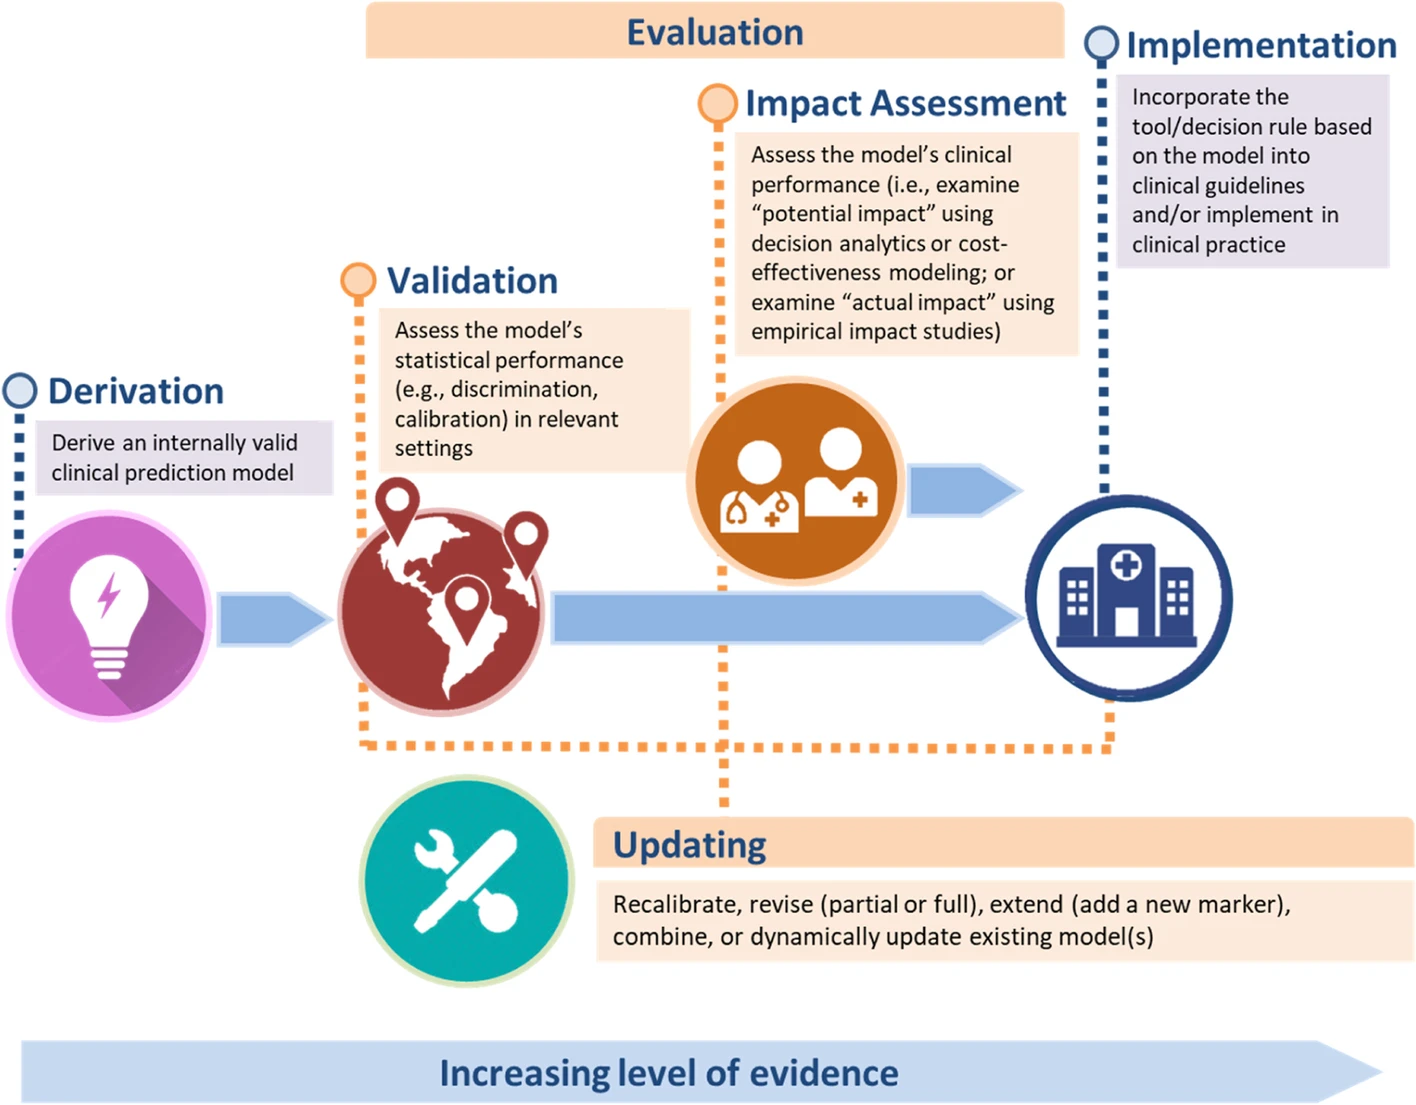 Evaluation
Implementation
Incorporate the
tool/decision rule based
on the model into
clinical guidelines
and/or implement in
clinical practice
Impact Assessment
Assess the model’s clinical
performance (i.e., examine
“potential impact” using
decision analytics or cost-
effectiveness modeling; or
examine “actual impact” using
empirical impact studies)
Validation
Assess the model’s
statistical performance
(e.g., discrimination,
calibration) in relevant
settings
Derivation
Derive an internally valid
clinical prediction model
Updating
Recalibrate, revise (partial or full), extend (add a new marker),
combine, or dynamically update existing model(s)
Increasing level of evidence